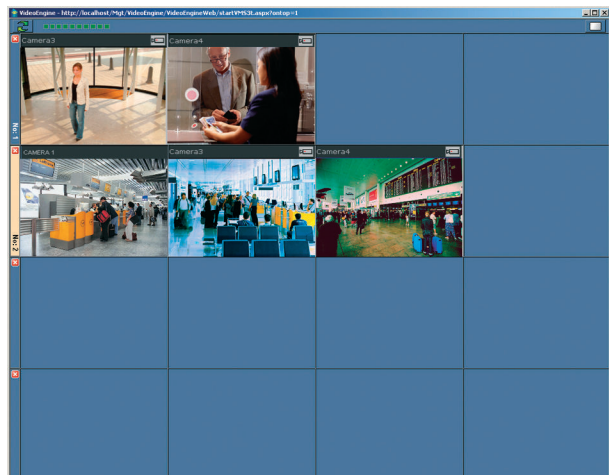 VideoEngine - http://localhost/Mgt/VideoEngine/VideoEngineWeb/startVMS3t.aspx?ontop=1
Camera3
Camera4
No: 1
CAMERA 1
Camera3
Camera4
No:2